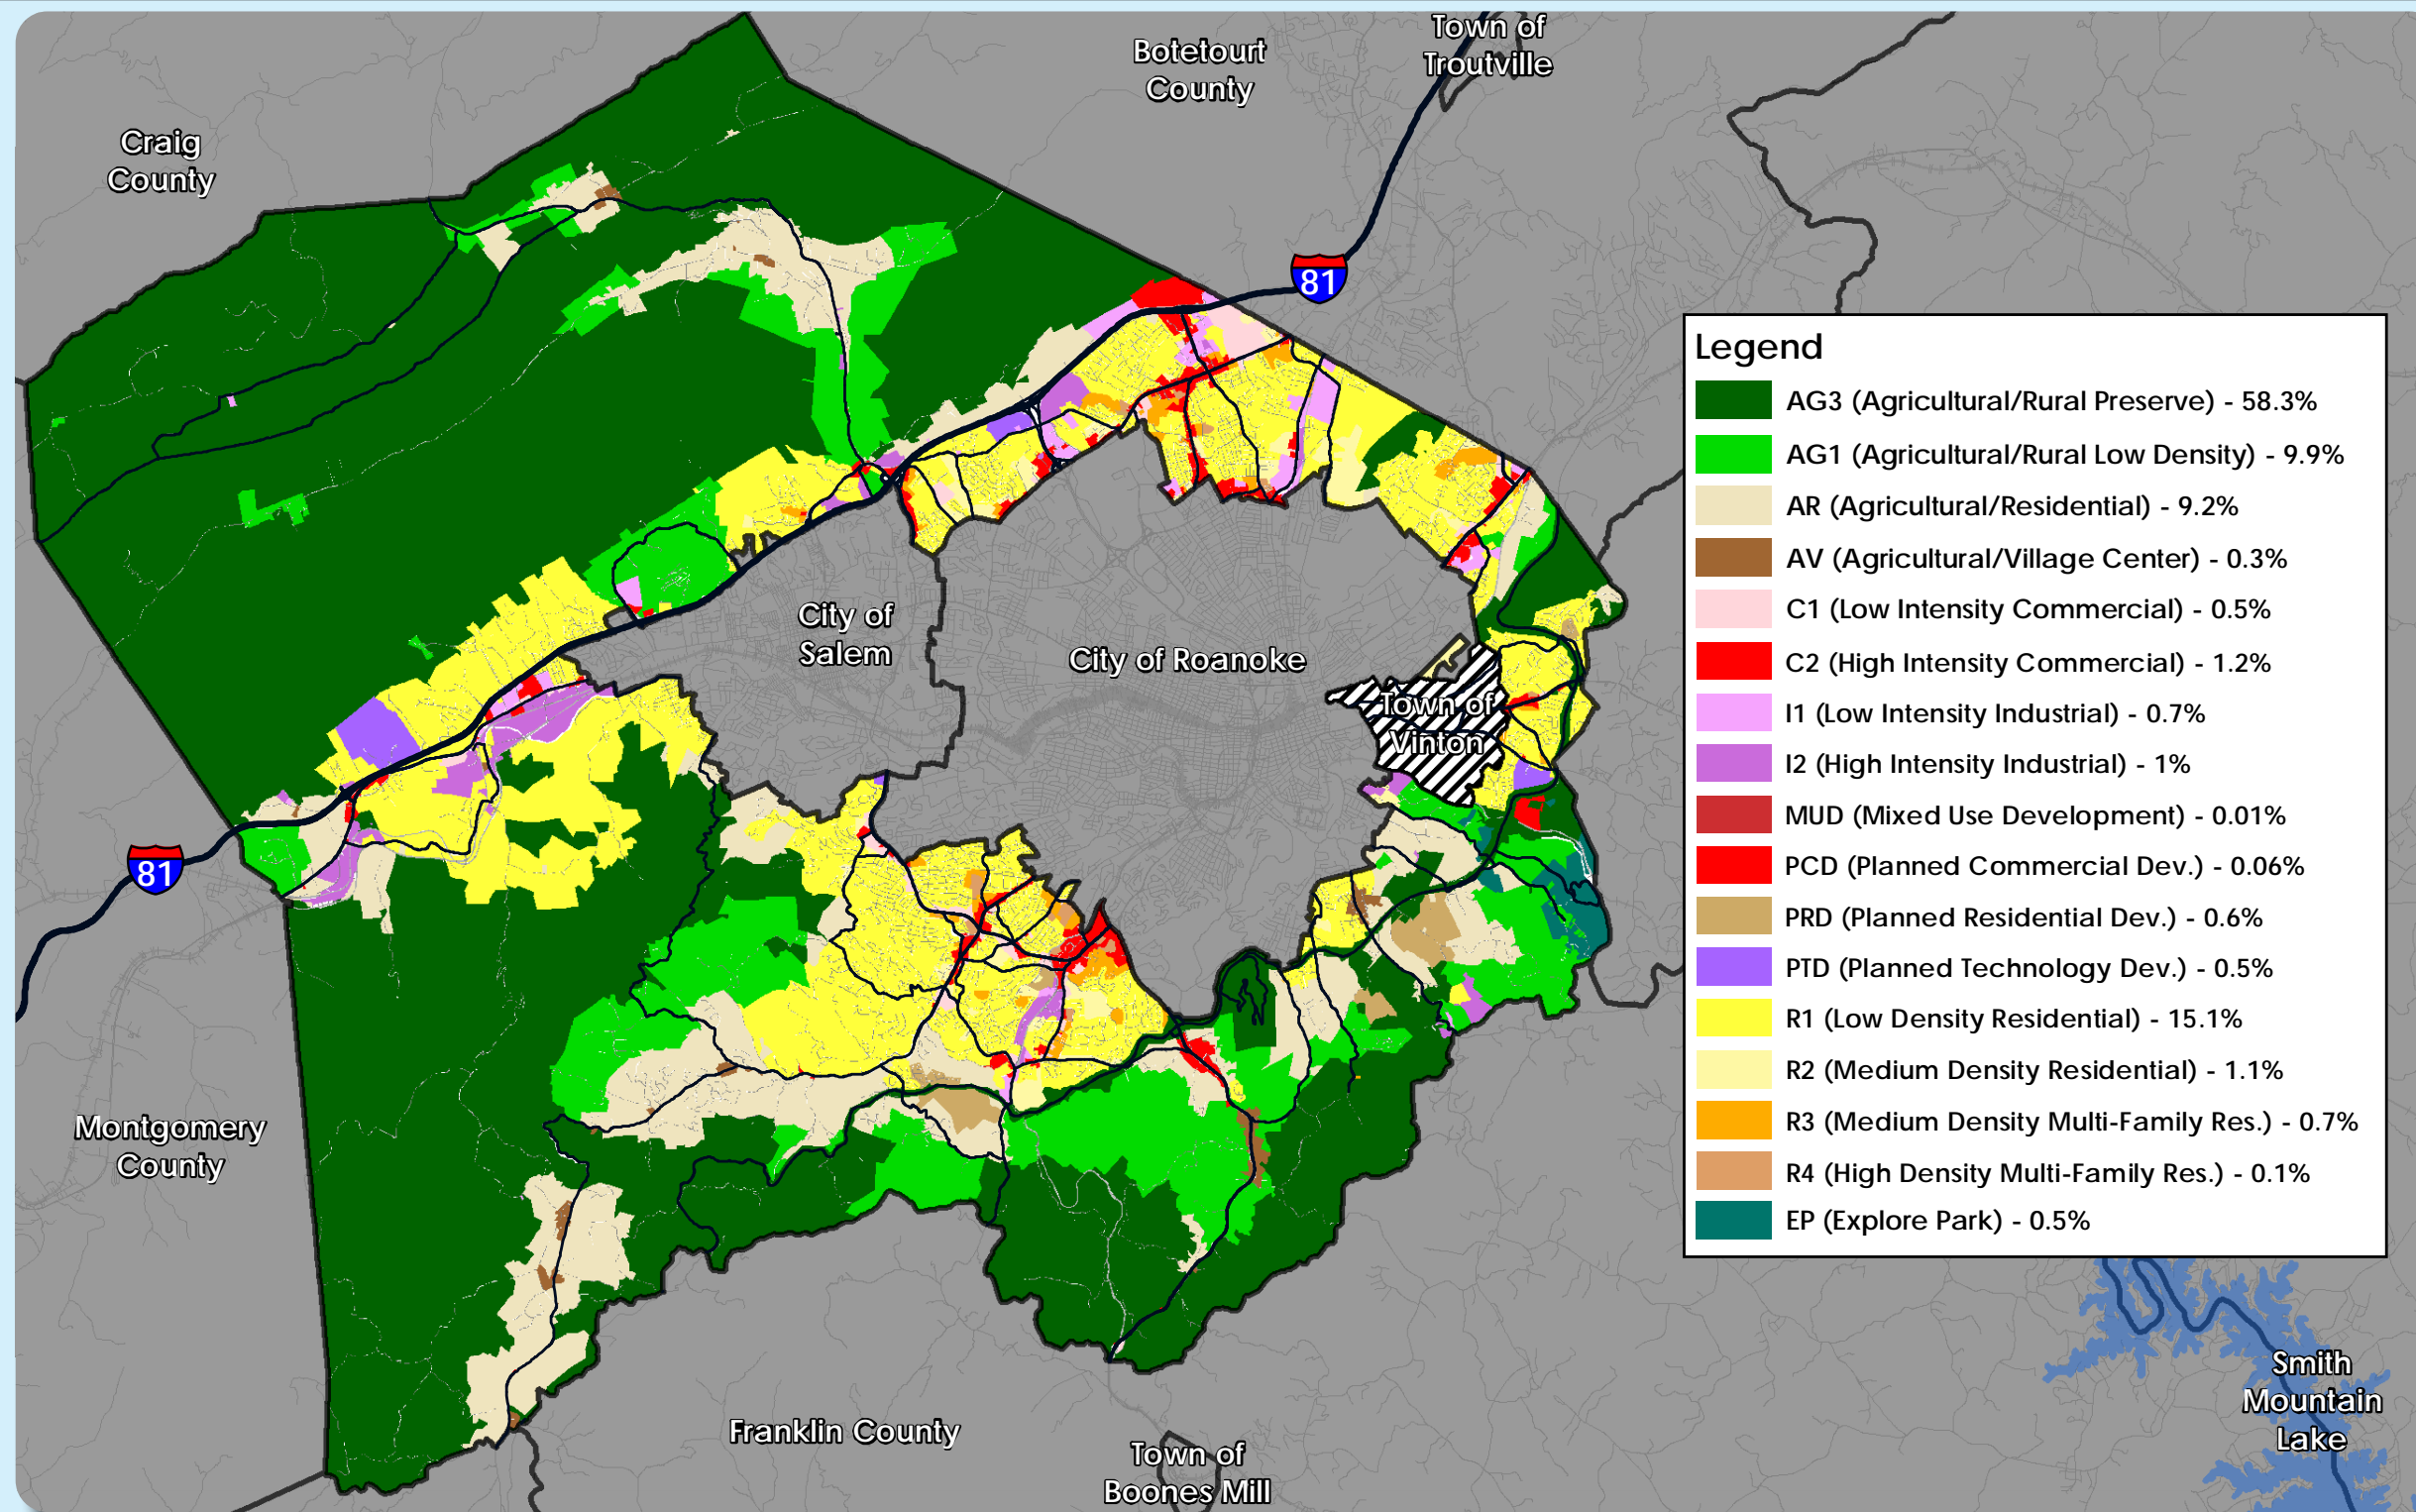 Town of
Troutville
Botetourt
County
Craig
County
81
City of
Salem
City of Roanoke
Town of
Vinton
81
Montgomery
County
Franklin County
Town of
Boones Mill
Smith
Mountain
Lake
Legend
AG3 (Agricultural/Rural Preserve) - 58.3%
AG1 (Agricultural/Rural Low Density) - 9.9%
AR (Agricultural/Residential) - 9.2%
AV (Agricultural/Village Center) - 0.3%
C1 (Low Intensity Commercial) - 0.5%
C2 (High Intensity Commercial) - 1.2%
I1 (Low Intensity Industrial) - 0.7%
I2 (High Intensity Industrial) - 1%
MUD (Mixed Use Development) - 0.01%
PCD (Planned Commercial Dev.) - 0.06%
PRD (Planned Residential Dev.) - 0.6%
PTD (Planned Technology Dev.) - 0.5%
R1 (Low Density Residential) - 15.1%
R2 (Medium Density Residential) - 1.1%
R3 (Medium Density Multi-Family Res.) - 0.7%
R4 (High Density Multi-Family Res.) - 0.1%
EP (Explore Park) - 0.5%